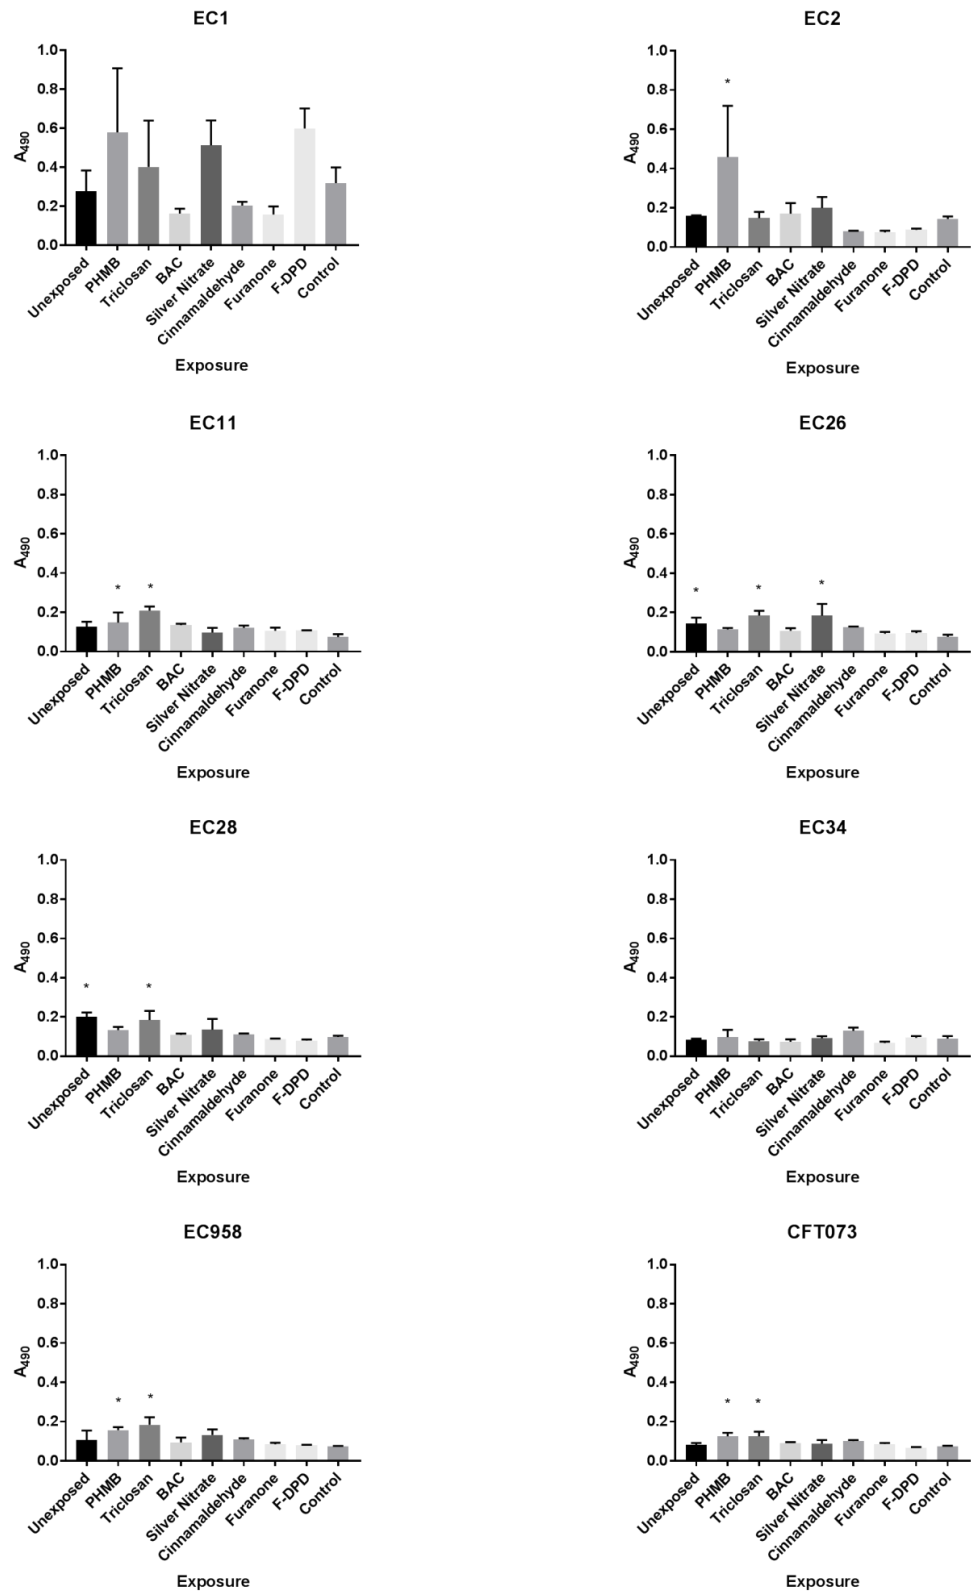 EC1
1.0
0.8
0.6
0.4
0.2
0.0
A490
Unexposed
PHMB
Triclosan
BAC
Silver Nitrate
Cinnamaldehyde
Furanone
F-DPD
Control
Exposure
EC2
1.0
0.8
0.6
0.4
0.2
0.0
A490
*
Unexposed
PHMB
Triclosan
BAC
Silver Nitrate
Cinnamaldehyde
Furanone
F-DPD
Control
Exposure
EC11
1.0
0.8
0.6
0.4
0.2
0.0
A490
* *
Unexposed
PHMB
Triclosan
BAC
Silver Nitrate
Cinnamaldehyde
Furanone
F-DPD
Control
Exposure
EC26
1.0
0.8
0.6
0.4
0.2
0.0
A490
* * *
Unexposed
PHMB
Triclosan
BAC
Silver Nitrate
Cinnamaldehyde
Furanone
F-DPD
Control
Exposure
EC28
1.0
0.8
0.6
0.4
0.2
0.0
A490
* *
Unexposed
PHMB
Triclosan
BAC
Silver Nitrate
Cinnamaldehyde
Furanone
F-DPD
Control
Exposure
EC34
1.0
0.8
0.6
0.4
0.2
0.0
A490
Unexposed
PHMB
Triclosan
BAC
Silver Nitrate
Cinnamaldehyde
Furanone
F-DPD
Control
Exposure
EC958
1.0
0.8
0.6
0.4
0.2
0.0
A490
* *
Unexposed
PHMB
Triclosan
BAC
Silver Nitrate
Cinnamaldehyde
Furanone
F-DPD
Control
Exposure
CFT073
1.0
0.8
0.6
0.4
0.2
0.0
A490
* *
Unexposed
PHMB
Triclosan
BAC
Silver Nitrate
Cinnamaldehyde
Furanone
F-DPD
Control
Exposure